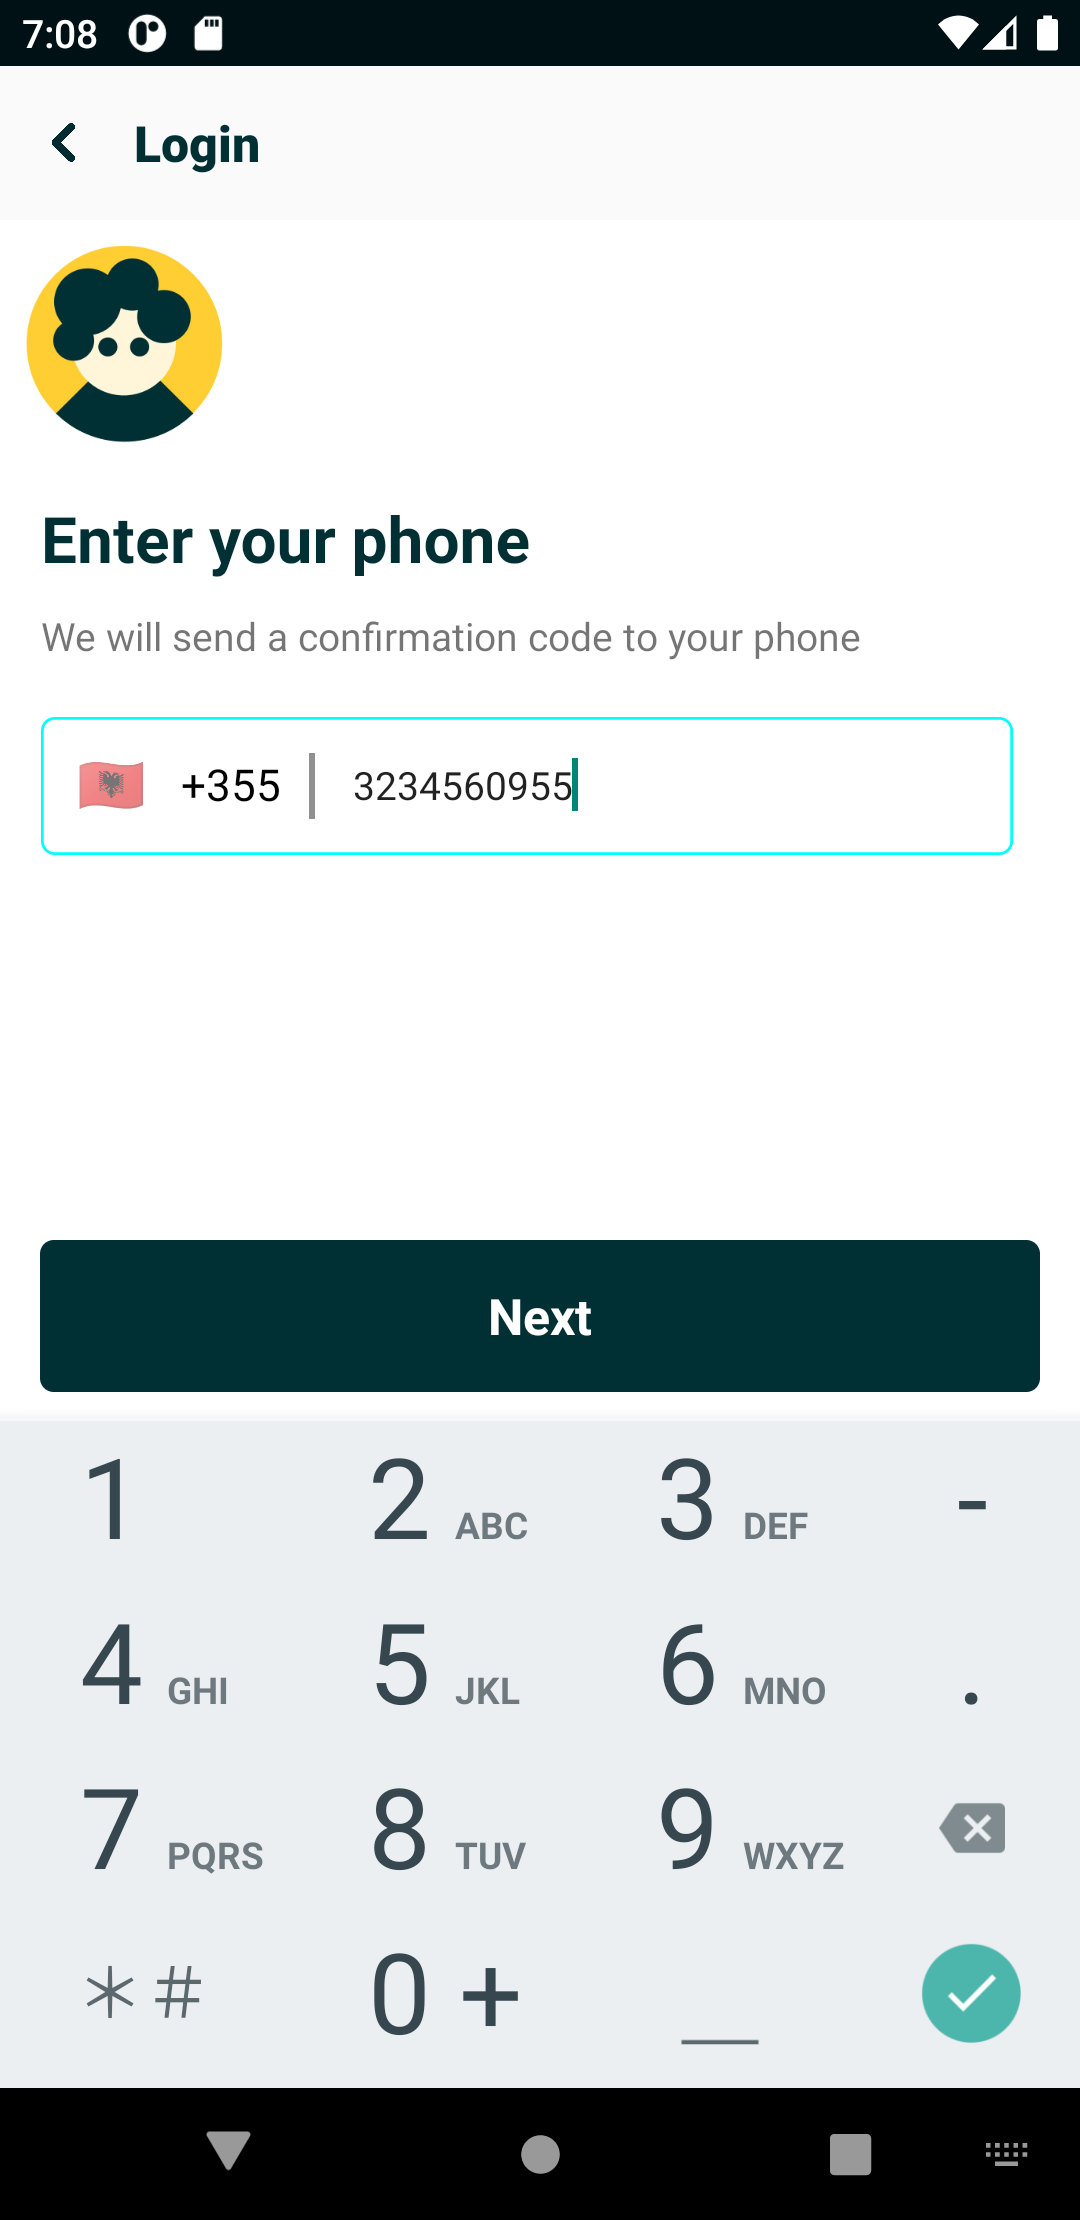 7:08
Login
Enter your phone
We will send a confirmation code to your phone
+355 3234560955
Next
1 2 ABC 3 DEF -
4 GHI 5 JKL 6 MNO .
7 PQRS 8 TUV 9 WXYZ
*# 0 +